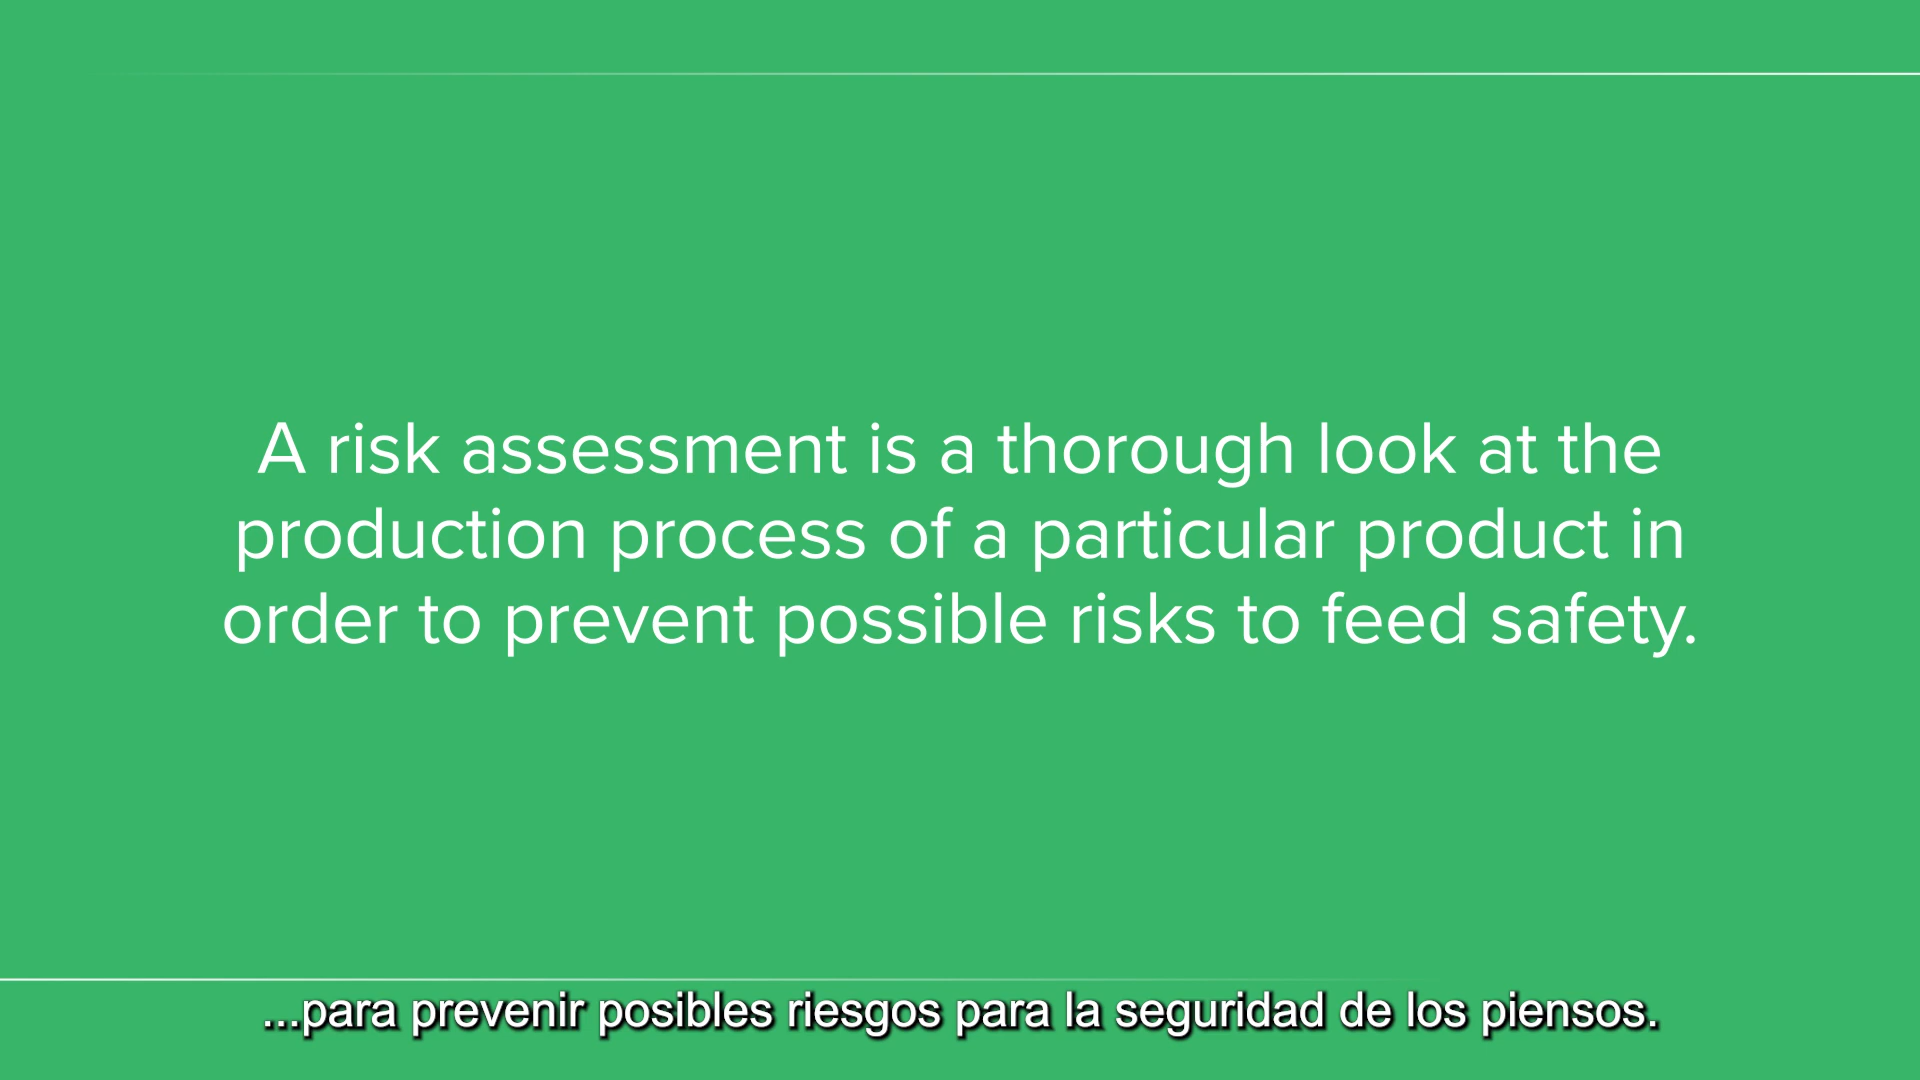 A risk assessment is a thorough look at the
production process of a particular product in
order to prevent possible risks to feed safety.
...para prevenir posibles riesgos para la seguridad de los piensos.